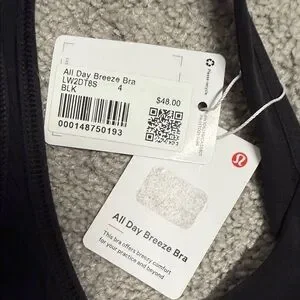 All Day Breeze Bra
LW2DT8S 4
BLK
$48.00
000148750193
All Day Breeze Bra
This bra offers breezy comfort
for your practice and beyond